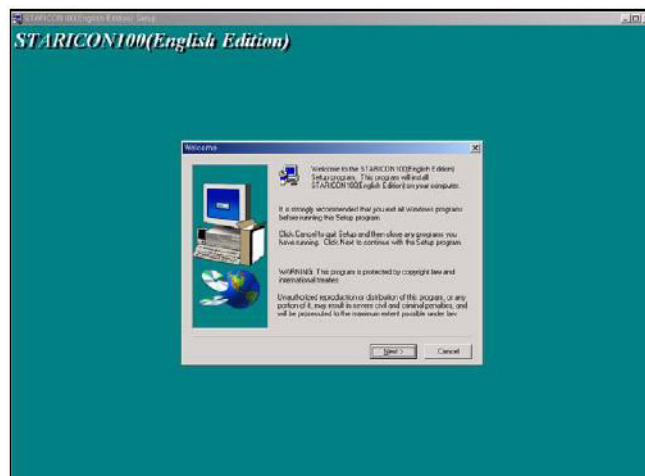 STARICON100(English Edition) Setup
STARICON100(English Edition)
Welcome
Welcome to the STARICON100(English Edition)
Setup program. This program will install
STARICON100(English Edition) on your computer.
It is strongly recommended that you exit all Windows programs
before running this Setup program.
Click Cancel to quit Setup and then close any programs you
have running. Click Next to continue with the Setup program.
WARNING: This program is protected by copyright law and
international treaties.
Unauthorized reproduction or distribution of this program, or any
portion of it, may result in severe civil and criminal penalties, and
will be prosecuted to the maximum extent possible under law.
Next >
Cancel